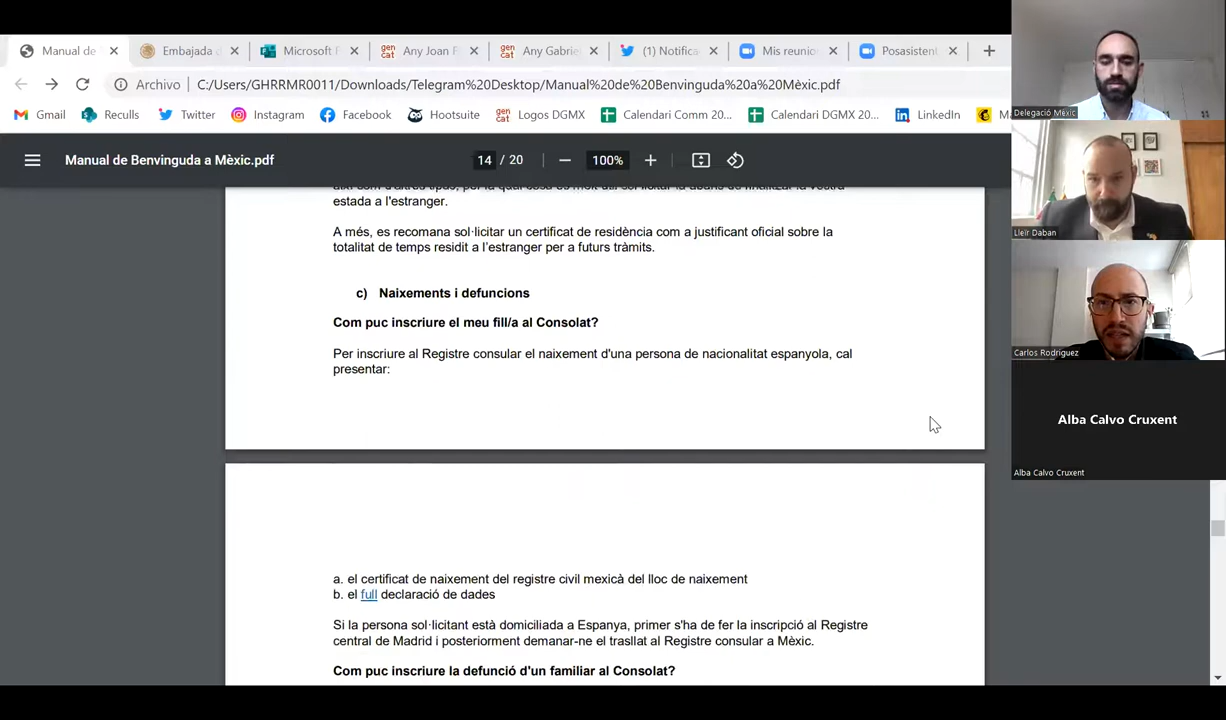 Manual de
Embajada d
Microsoft F
gen
cat
Any Joan F
gen
cat
Any Gabrie
(1) Notifica
Mis reunio
Posasistent
Archivo
C:/Users/GHRRMR0011/Downloads/Telegram%20Desktop/Manual%20de%20Benvinguda%20a%20Mèxic.pdf
Gmail
Reculls
Twitter
Instagram
Facebook
Hootsuite
gen
cat
Logos DGMX
Calendari Comm 20...
Calendari DGMX 20...
LinkedIn
Manual de Benvinguda a Mèxic.pdf
14 / 20
100%
estada a l'estranger.
A més, es recomana sol·licitar un certificat de residència com a justificant oficial sobre la
totalitat de temps residit a l'estranger per a futurs tràmits.
c) Naixements i defuncions
Com puc inscriure el meu fill/a al Consolat?
Per inscriure al Registre consular el naixement d'una persona de nacionalitat espanyola, cal
presentar:
a. el certificat de naixement del registre civil mexicà del lloc de naixement
b. el full declaració de dades
Si la persona sol·licitant està domiciliada a Espanya, primer s'ha de fer la inscripció al Registre
central de Madrid i posteriorment demanar-ne el trasllat al Registre consular a Mèxic.
Com puc inscriure la defunció d'un familiar al Consolat?
Delegació Mèxic
Lleïr Daban
Carlos Rodríguez
Alba Calvo Cruxent
Alba Calvo Cruxent